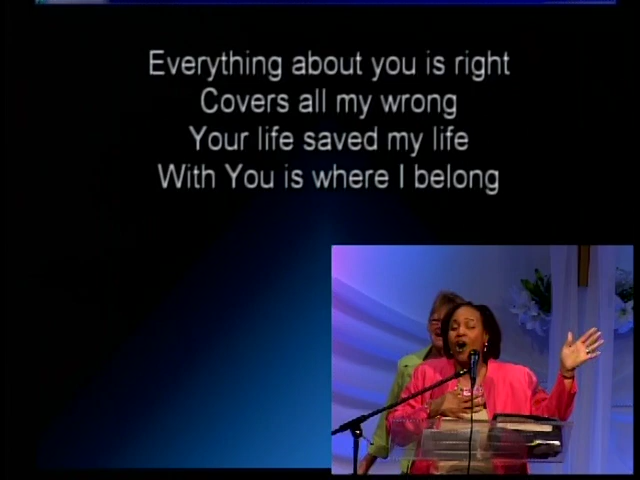 Everything about you is right
Covers all my wrong
Your life saved my life
With You is where I belong